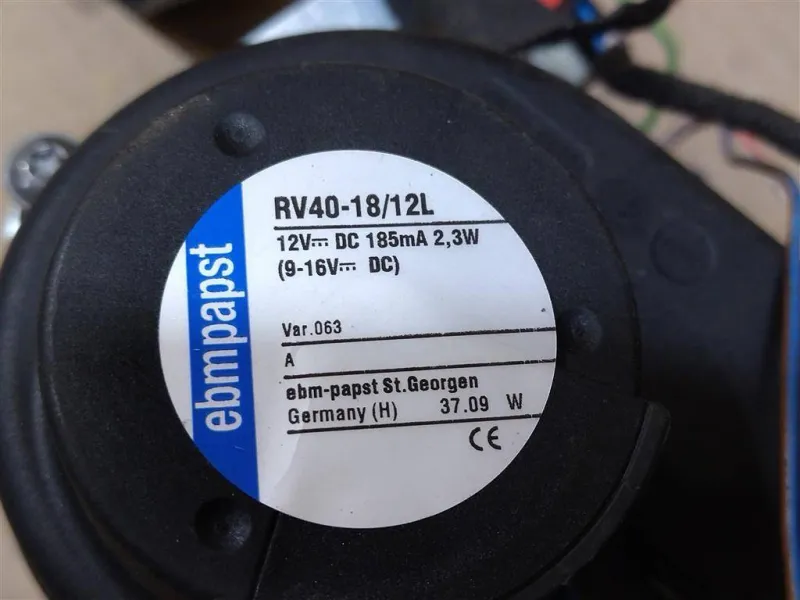 ebmpapst
RV40-18/12L
12V⎓ DC 185mA 2,3W
(9-16V⎓ DC)
Var.063
A
ebm-papst St.Georgen
Germany (H) 37.09 W
CE